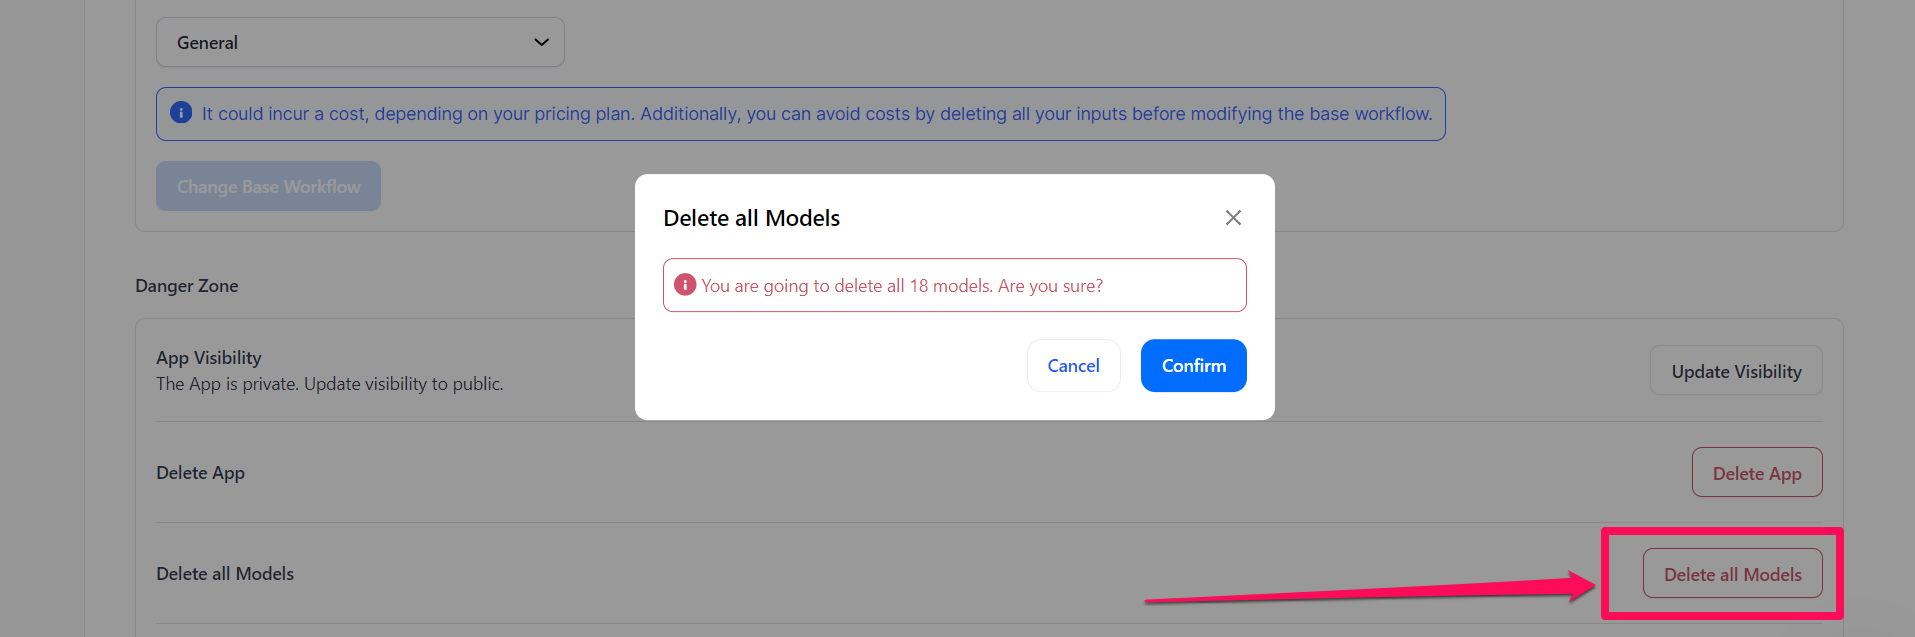 General
It could incur a cost, depending on your pricing plan. Additionally, you can avoid costs by deleting all your inputs before modifying the base workflow.
Change Base Workflow
Delete all Models
You are going to delete all 18 models. Are you sure?
Cancel
Confirm
Danger Zone
App Visibility
The App is private. Update visibility to public.
Update Visibility
Delete App
Delete App
Delete all Models
Delete all Models